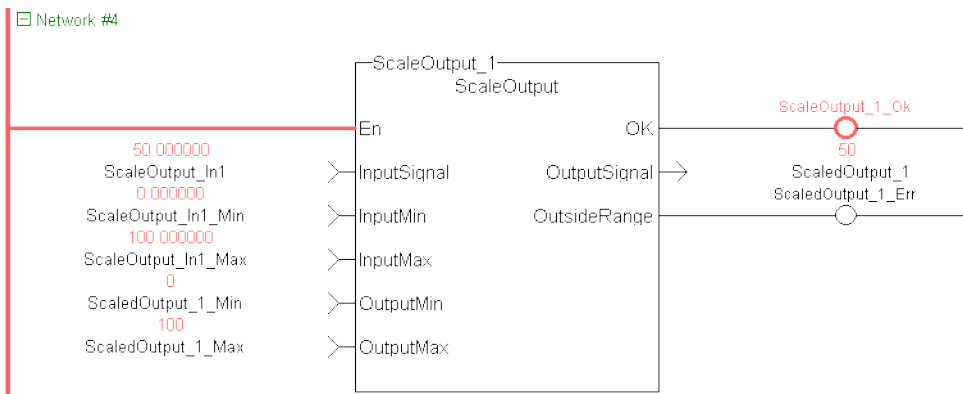 Network #4
ScaleOutput_1
ScaleOutput
ScaleOutput_1_Ok
En
OK
50.000000
50
ScaleOutput_In1
InputSignal
OutputSignal
ScaledOutput_1
0.000000
ScaledOutput_1_Err
ScaleOutput_In1_Min
InputMin
OutsideRange
100.000000
ScaleOutput_In1_Max
InputMax
0
ScaledOutput_1_Min
OutputMin
100
ScaledOutput_1_Max
OutputMax